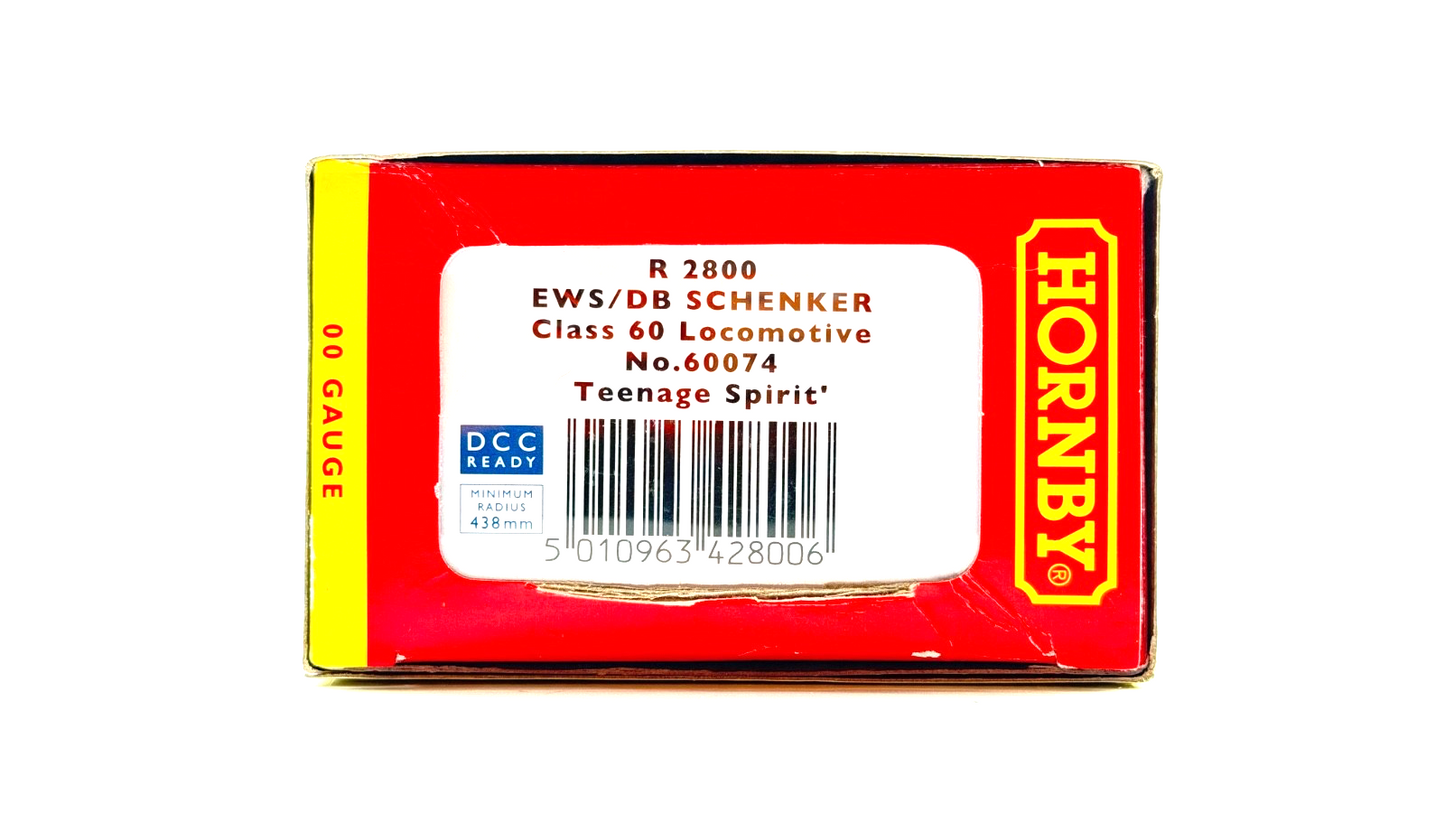 00 GAUGE
R 2800
EWS/DB SCHENKER
Class 60 Locomotive
No.60074
Teenage Spirit'
DCC
READY
MINIMUM
RADIUS
438mm
5 010963 428006
HORNBY®